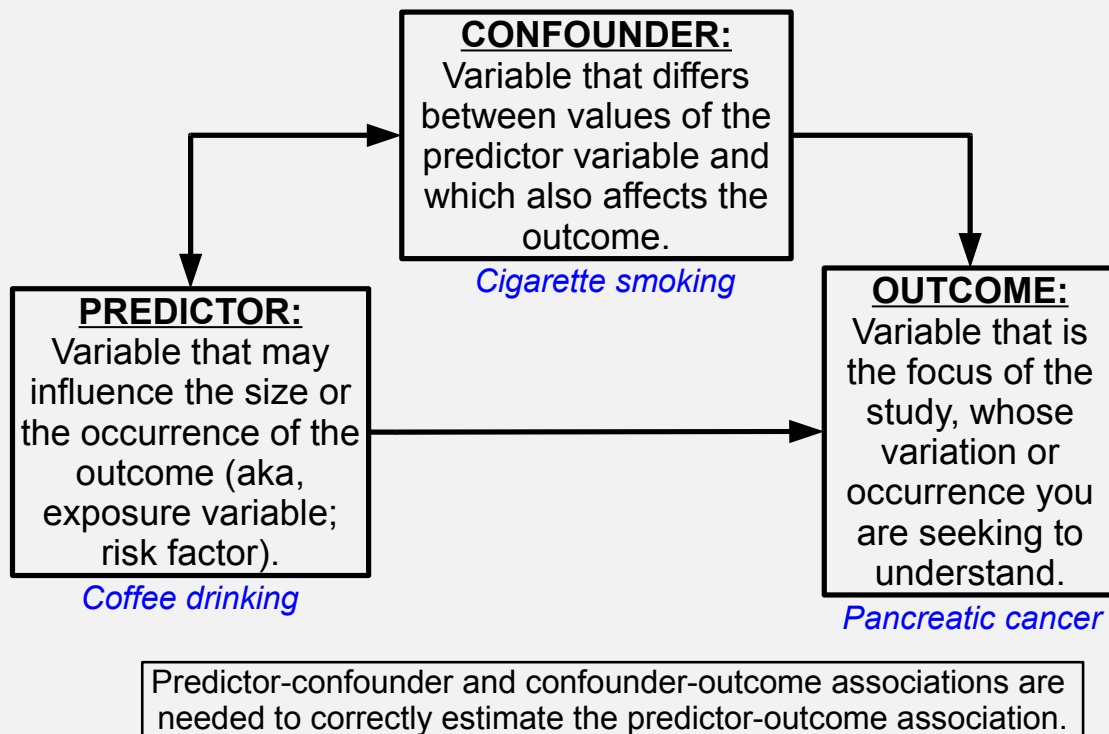 CONFOUNDER:
Variable that differs
between values of the
predictor variable and
which also affects the
outcome.
Cigarette smoking
PREDICTOR:
Variable that may
influence the size or
the occurrence of the
outcome (aka,
exposure variable;
risk factor).
Coffee drinking
OUTCOME:
Variable that is
the focus of the
study, whose
variation or
occurrence you
are seeking to
understand.
Pancreatic cancer
Predictor-confounder and confounder-outcome associations are
needed to correctly estimate the predictor-outcome association.